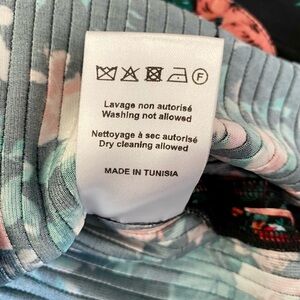 F
Lavage non autorisé
Washing not allowed
Nettoyage à sec autorisé
Dry cleaning allowed
MADE IN TUNISIA